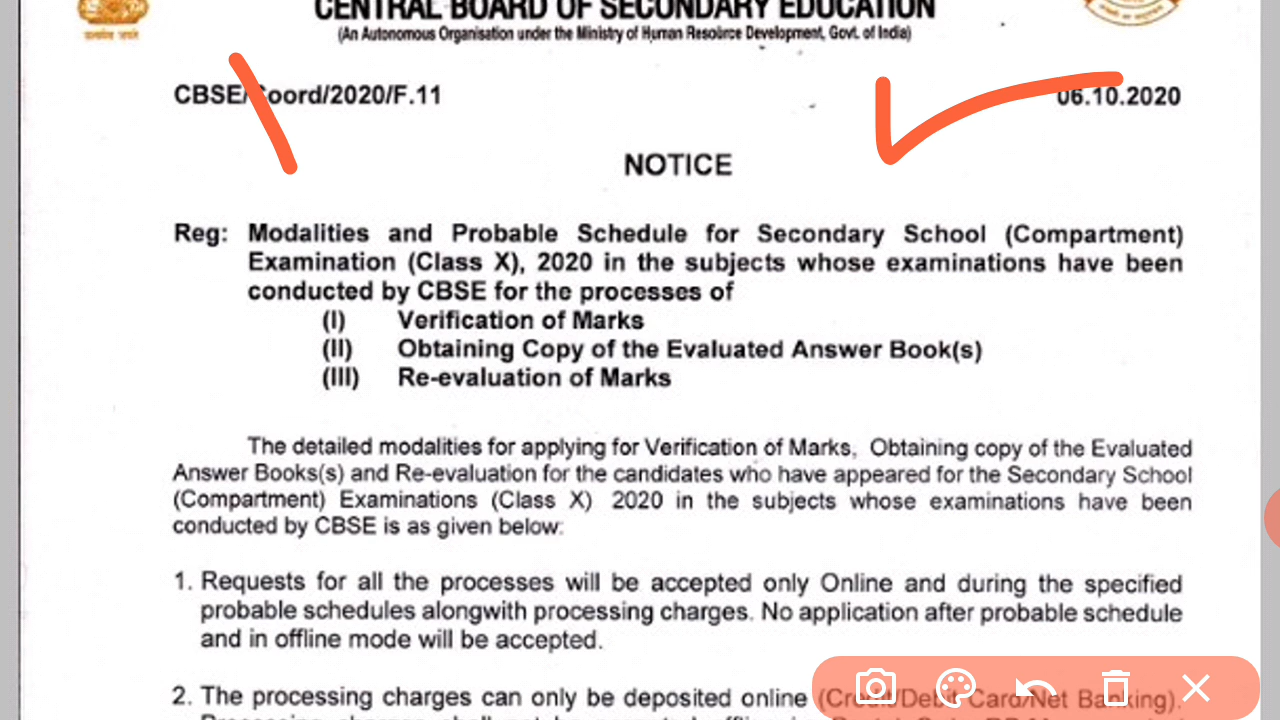 CENTRAL BOARD OF SECONDARY EDUCATION
(An Autonomous Organisation under the Ministry of Human Resource Development, Govt. of India)
CBSE/Coord/2020/F.11 06.10.2020
NOTICE
Reg: Modalities and Probable Schedule for Secondary School (Compartment)
Examination (Class X), 2020 in the subjects whose examinations have been
conducted by CBSE for the processes of
(I) Verification of Marks
(II) Obtaining Copy of the Evaluated Answer Book(s)
(III) Re-evaluation of Marks
The detailed modalities for applying for Verification of Marks, Obtaining copy of the Evaluated
Answer Books(s) and Re-evaluation for the candidates who have appeared for the Secondary School
(Compartment) Examinations (Class X) 2020 in the subjects whose examinations have been
conducted by CBSE is as given below:
1. Requests for all the processes will be accepted only Online and during the specified
probable schedules alongwith processing charges. No application after probable schedule
and in offline mode will be accepted.
2. The processing charges can only be deposited online (Credit/Debit Card/Net Banking).